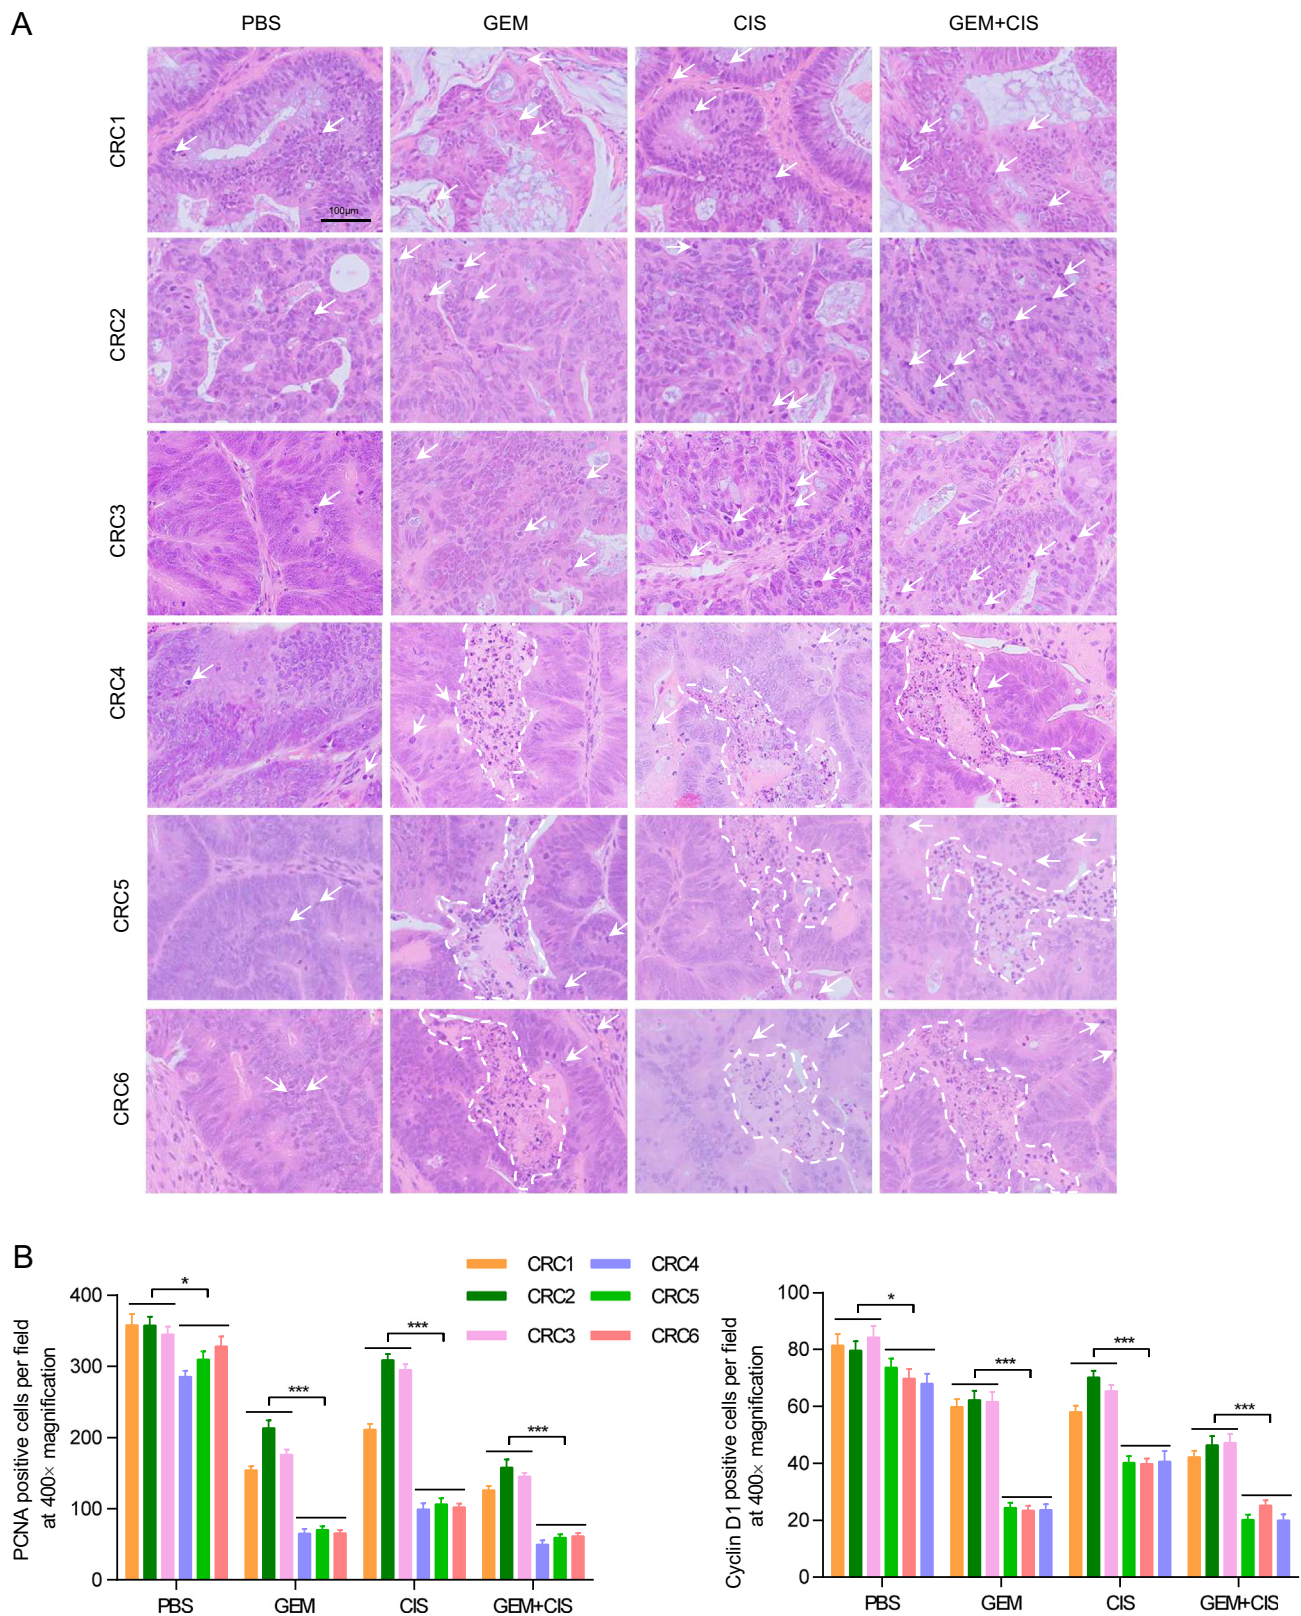 A
PBS GEM CIS GEM+CIS
CRC1
100μm
CRC2
CRC3
CRC4
CRC5
CRC6
B
CRC1 CRC4
CRC2 CRC5
CRC3 CRC6
PCNA positive cells per field
at 400× magnification
400
300
200
100
0
* *** *** ***
PBS GEM CIS GEM+CIS
Cyclin D1 positive cells per field
at 400× magnification
100
80
60
40
20
0
* *** *** ***
PBS GEM CIS GEM+CIS